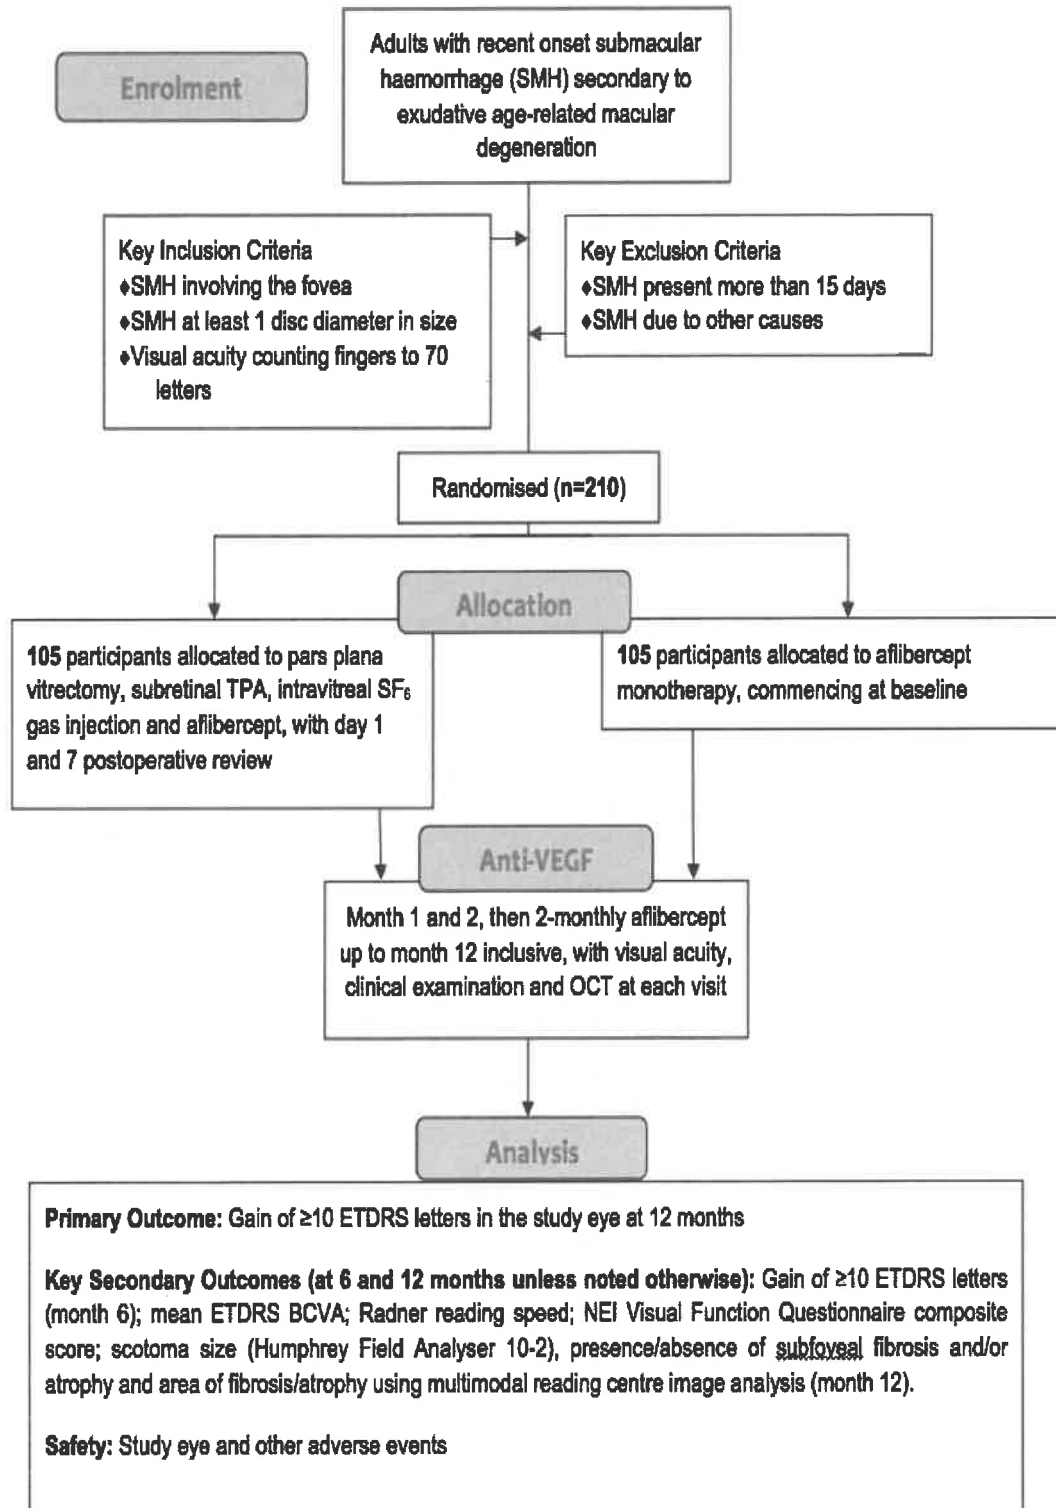 Enrolment
Adults with recent onset submacular
haemorrhage (SMH) secondary to
exudative age-related macular
degeneration
Key Inclusion Criteria
♦SMH involving the fovea
♦SMH at least 1 disc diameter in size
♦Visual acuity counting fingers to 70
letters
Key Exclusion Criteria
♦SMH present more than 15 days
♦SMH due to other causes
Randomised (n=210)
Allocation
105 participants allocated to pars plana
vitrectomy, subretinal TPA, intravitreal SF₆
gas injection and aflibercept, with day 1
and 7 postoperative review
105 participants allocated to aflibercept
monotherapy, commencing at baseline
Anti-VEGF
Month 1 and 2, then 2-monthly aflibercept
up to month 12 inclusive, with visual acuity,
clinical examination and OCT at each visit
Analysis
Primary Outcome: Gain of ≥10 ETDRS letters in the study eye at 12 months
Key Secondary Outcomes (at 6 and 12 months unless noted otherwise): Gain of ≥10 ETDRS letters
(month 6); mean ETDRS BCVA; Radner reading speed; NEI Visual Function Questionnaire composite
score; scotoma size (Humphrey Field Analyser 10-2), presence/absence of subfoveal fibrosis and/or
atrophy and area of fibrosis/atrophy using multimodal reading centre image analysis (month 12).
Safety: Study eye and other adverse events